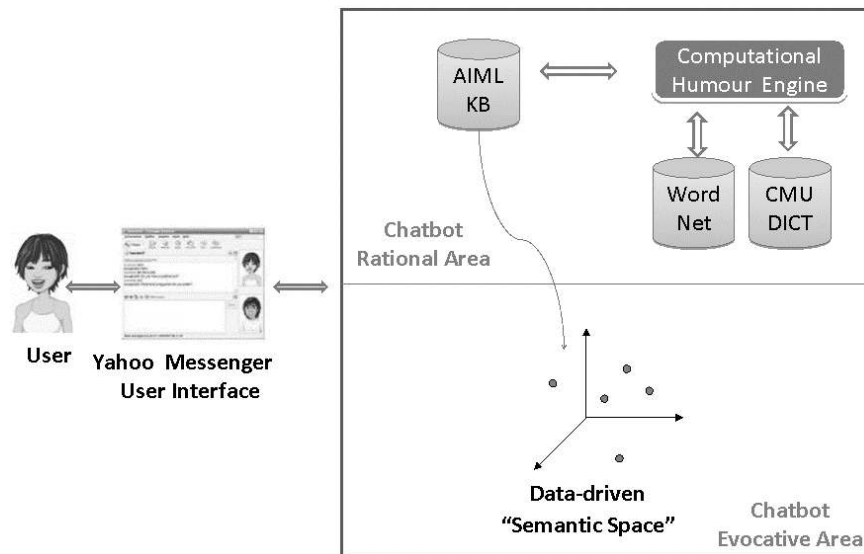 AIML
KB
Computational
Humour Engine
Word
Net
CMU
DICT
Chatbot
Rational Area
User
Yahoo Messenger
User Interface
Data-driven
“Semantic Space”
Chatbot
Evocative Area